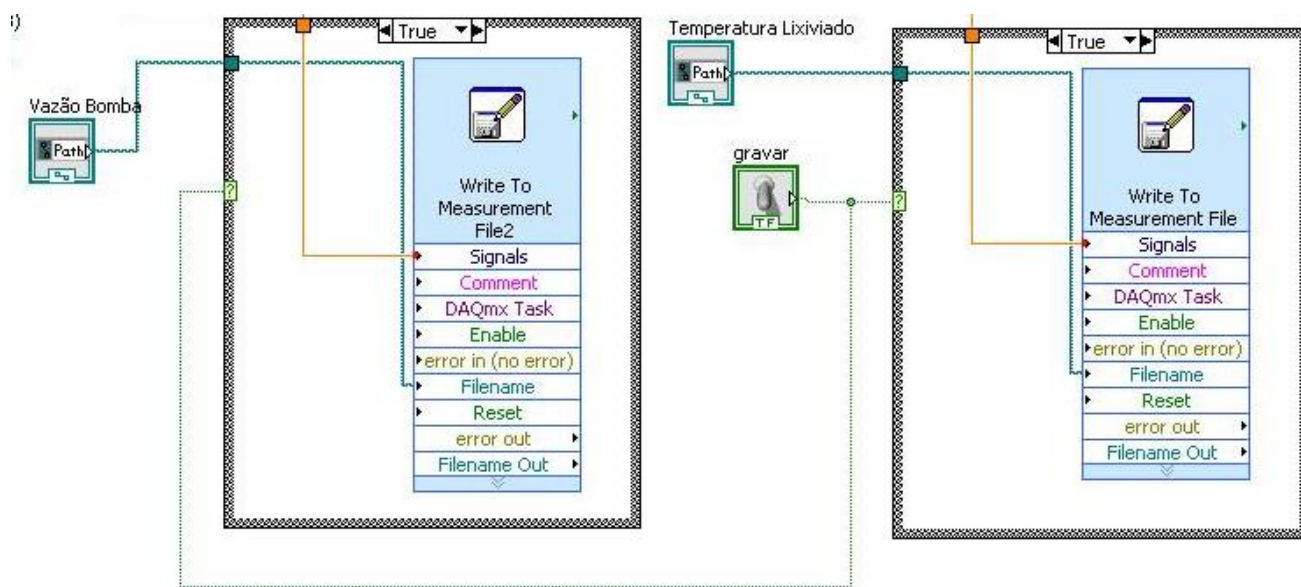 True
Vazão Bomba
Path
?
Write To
Measurement
File2
Signals
Comment
DAQmx Task
Enable
error in (no error)
Filename
Reset
error out
Filename Out
Temperatura Lixiviado
Path
gravar
TF
True
?
Write To
Measurement File
Signals
Comment
DAQmx Task
Enable
error in (no error)
Filename
Reset
error out
Filename Out